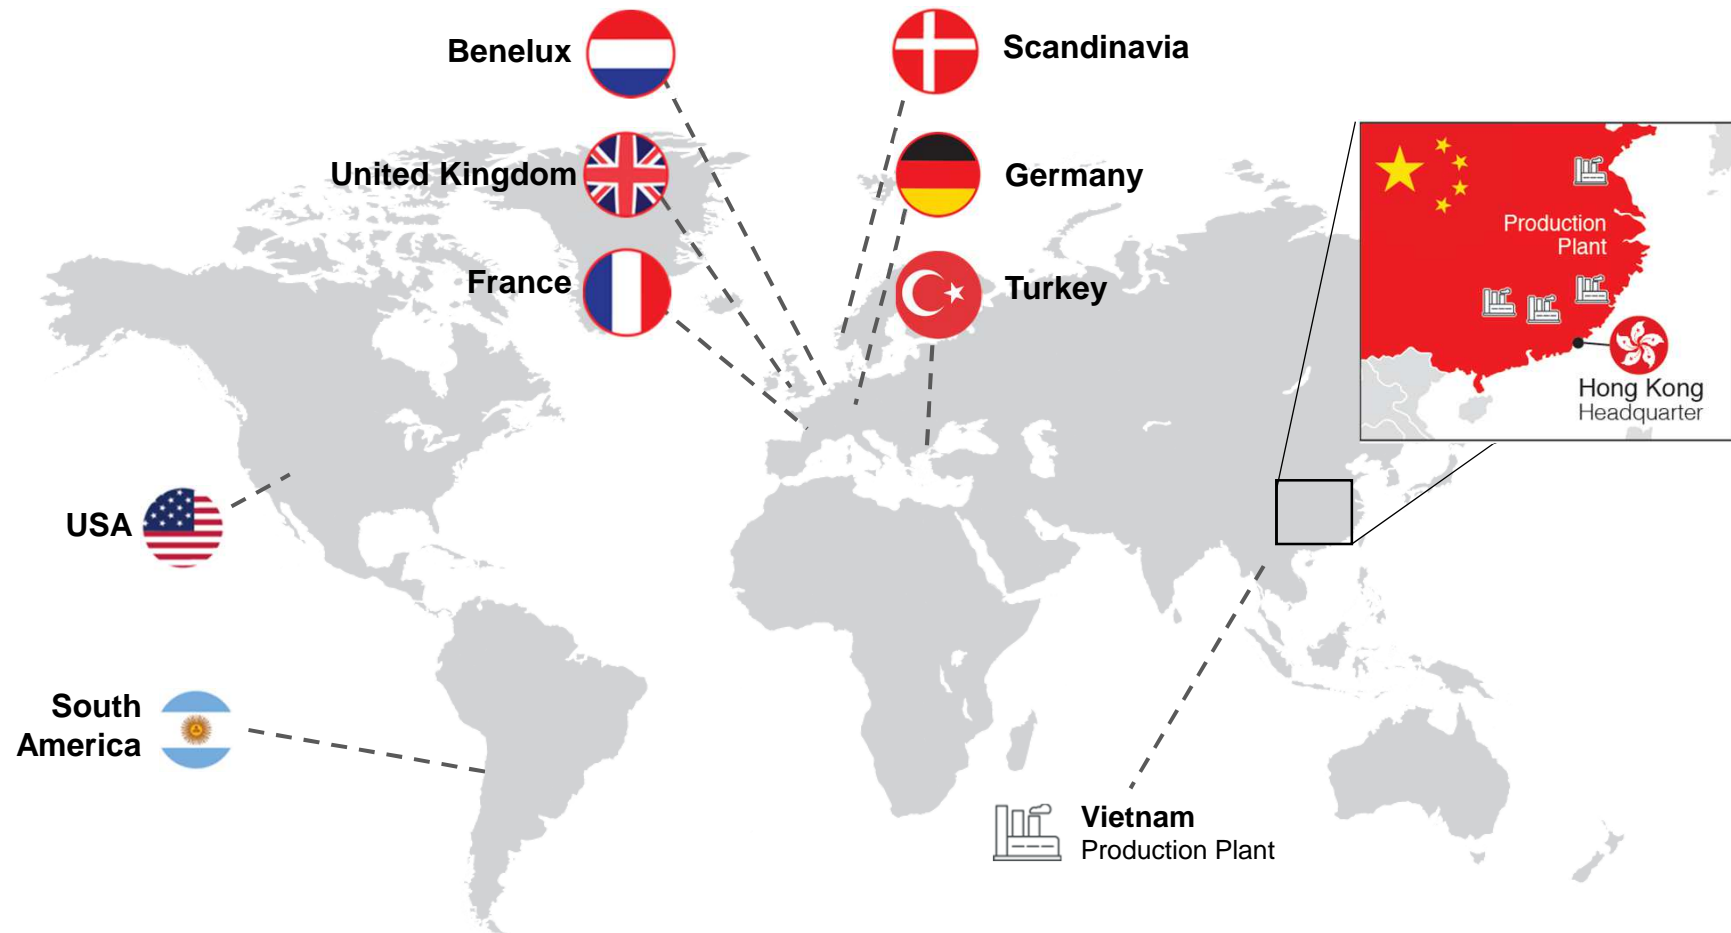 Benelux
Scandinavia
United Kingdom
Germany
France
Turkey
Production
Plant
Hong Kong
Headquarter
USA
South
America
Vietnam
Production Plant